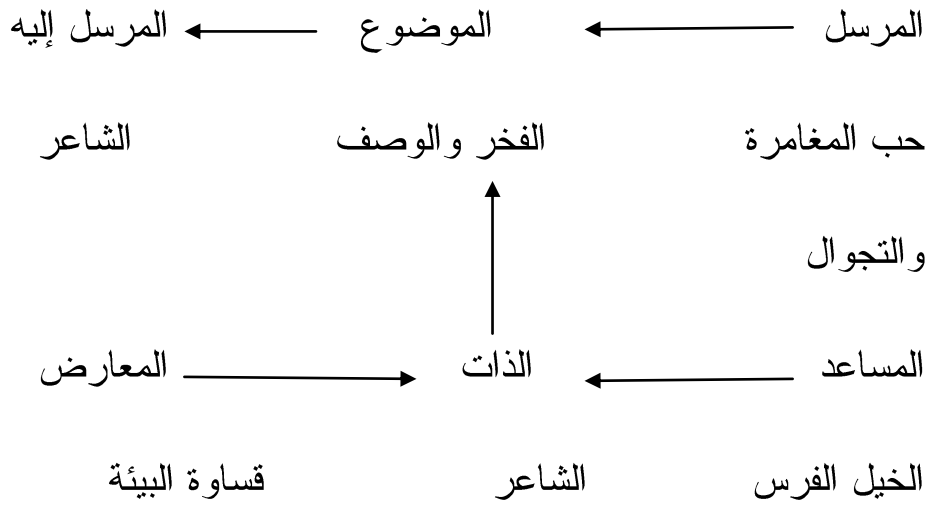 المرسل الموضوع المرسل إليه
حب المغامرة الفخر والوصف الشاعر
والتجوال
المساعد الذات المعارض
الخيل الفرس الشاعر قساوة البيئة